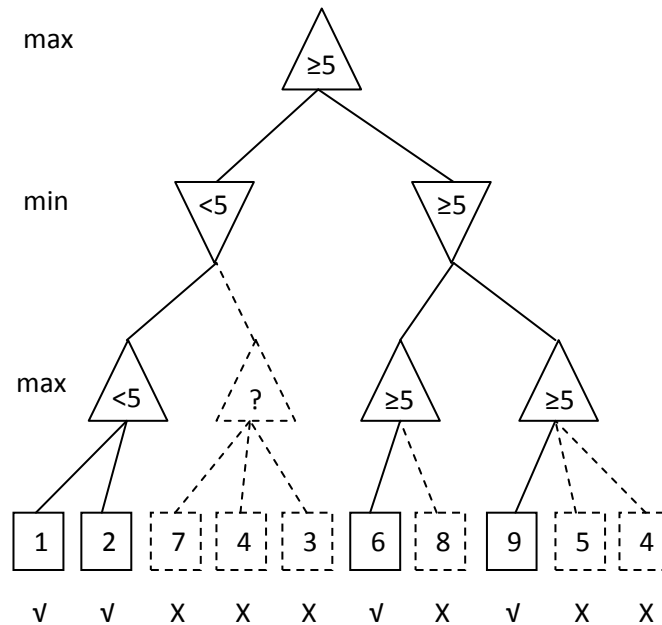 max
≥5
min
<5 ≥5
max
<5 ? ≥5 ≥5
1 2 7 4 3 6 8 9 5 4
√ √ X X X √ X √ X X